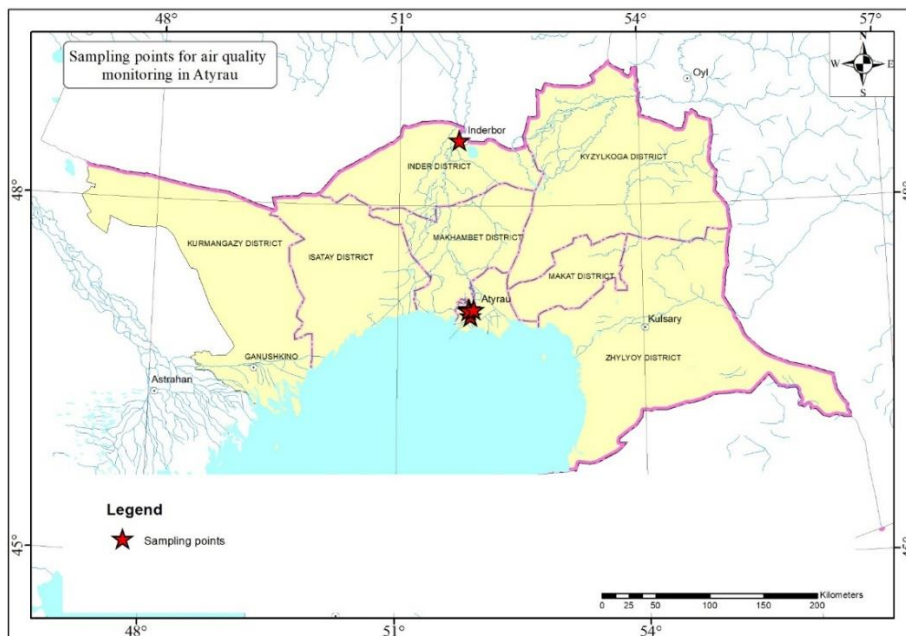 48°
51°
54°
57°
Sampling points for air quality
monitoring in Atyrau
N
W
E
S
Oyl
Inderbor
INDER DISTRICT
KYZYLKOGA DISTRICT
48°
48°
KURMANGAZY DISTRICT
ISATAY DISTRICT
MAKHAMBET DISTRICT
MAKAT DISTRICT
Atyrau
Kulsary
GANUSHKINO
ZHYLYOY DISTRICT
Astrahan
Legend
Sampling points
45°
Kilometers
0 25 50 100 150 200
48°
51°
54°